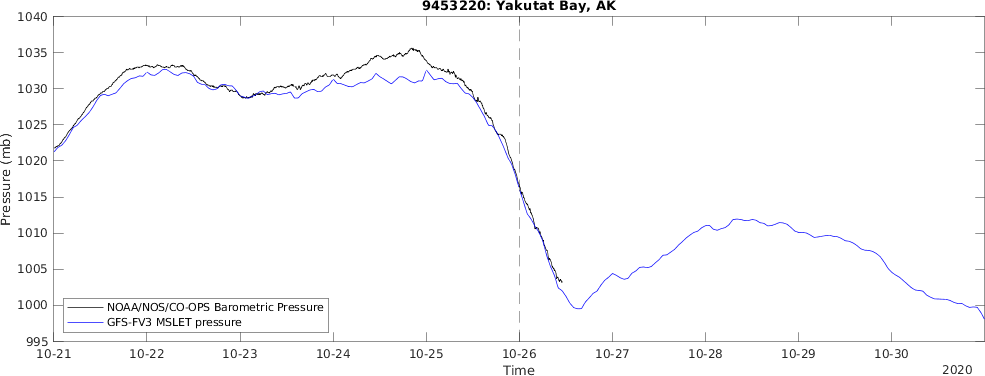 9453220: Yakutat Bay, AK
1040
1035
1030
1025
1020
1015
1010
1005
1000
995
Pressure (mb)
NOAA/NOS/CO-OPS Barometric Pressure
GFS-FV3 MSLET pressure
10-21 10-22 10-23 10-24 10-25 10-26 10-27 10-28 10-29 10-30
Time
2020